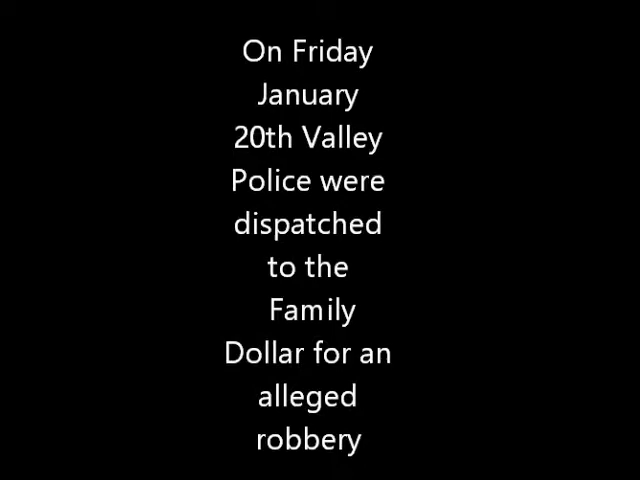 On Friday
January
20th Valley
Police were
dispatched
to the
Family
Dollar for an
alleged
robbery